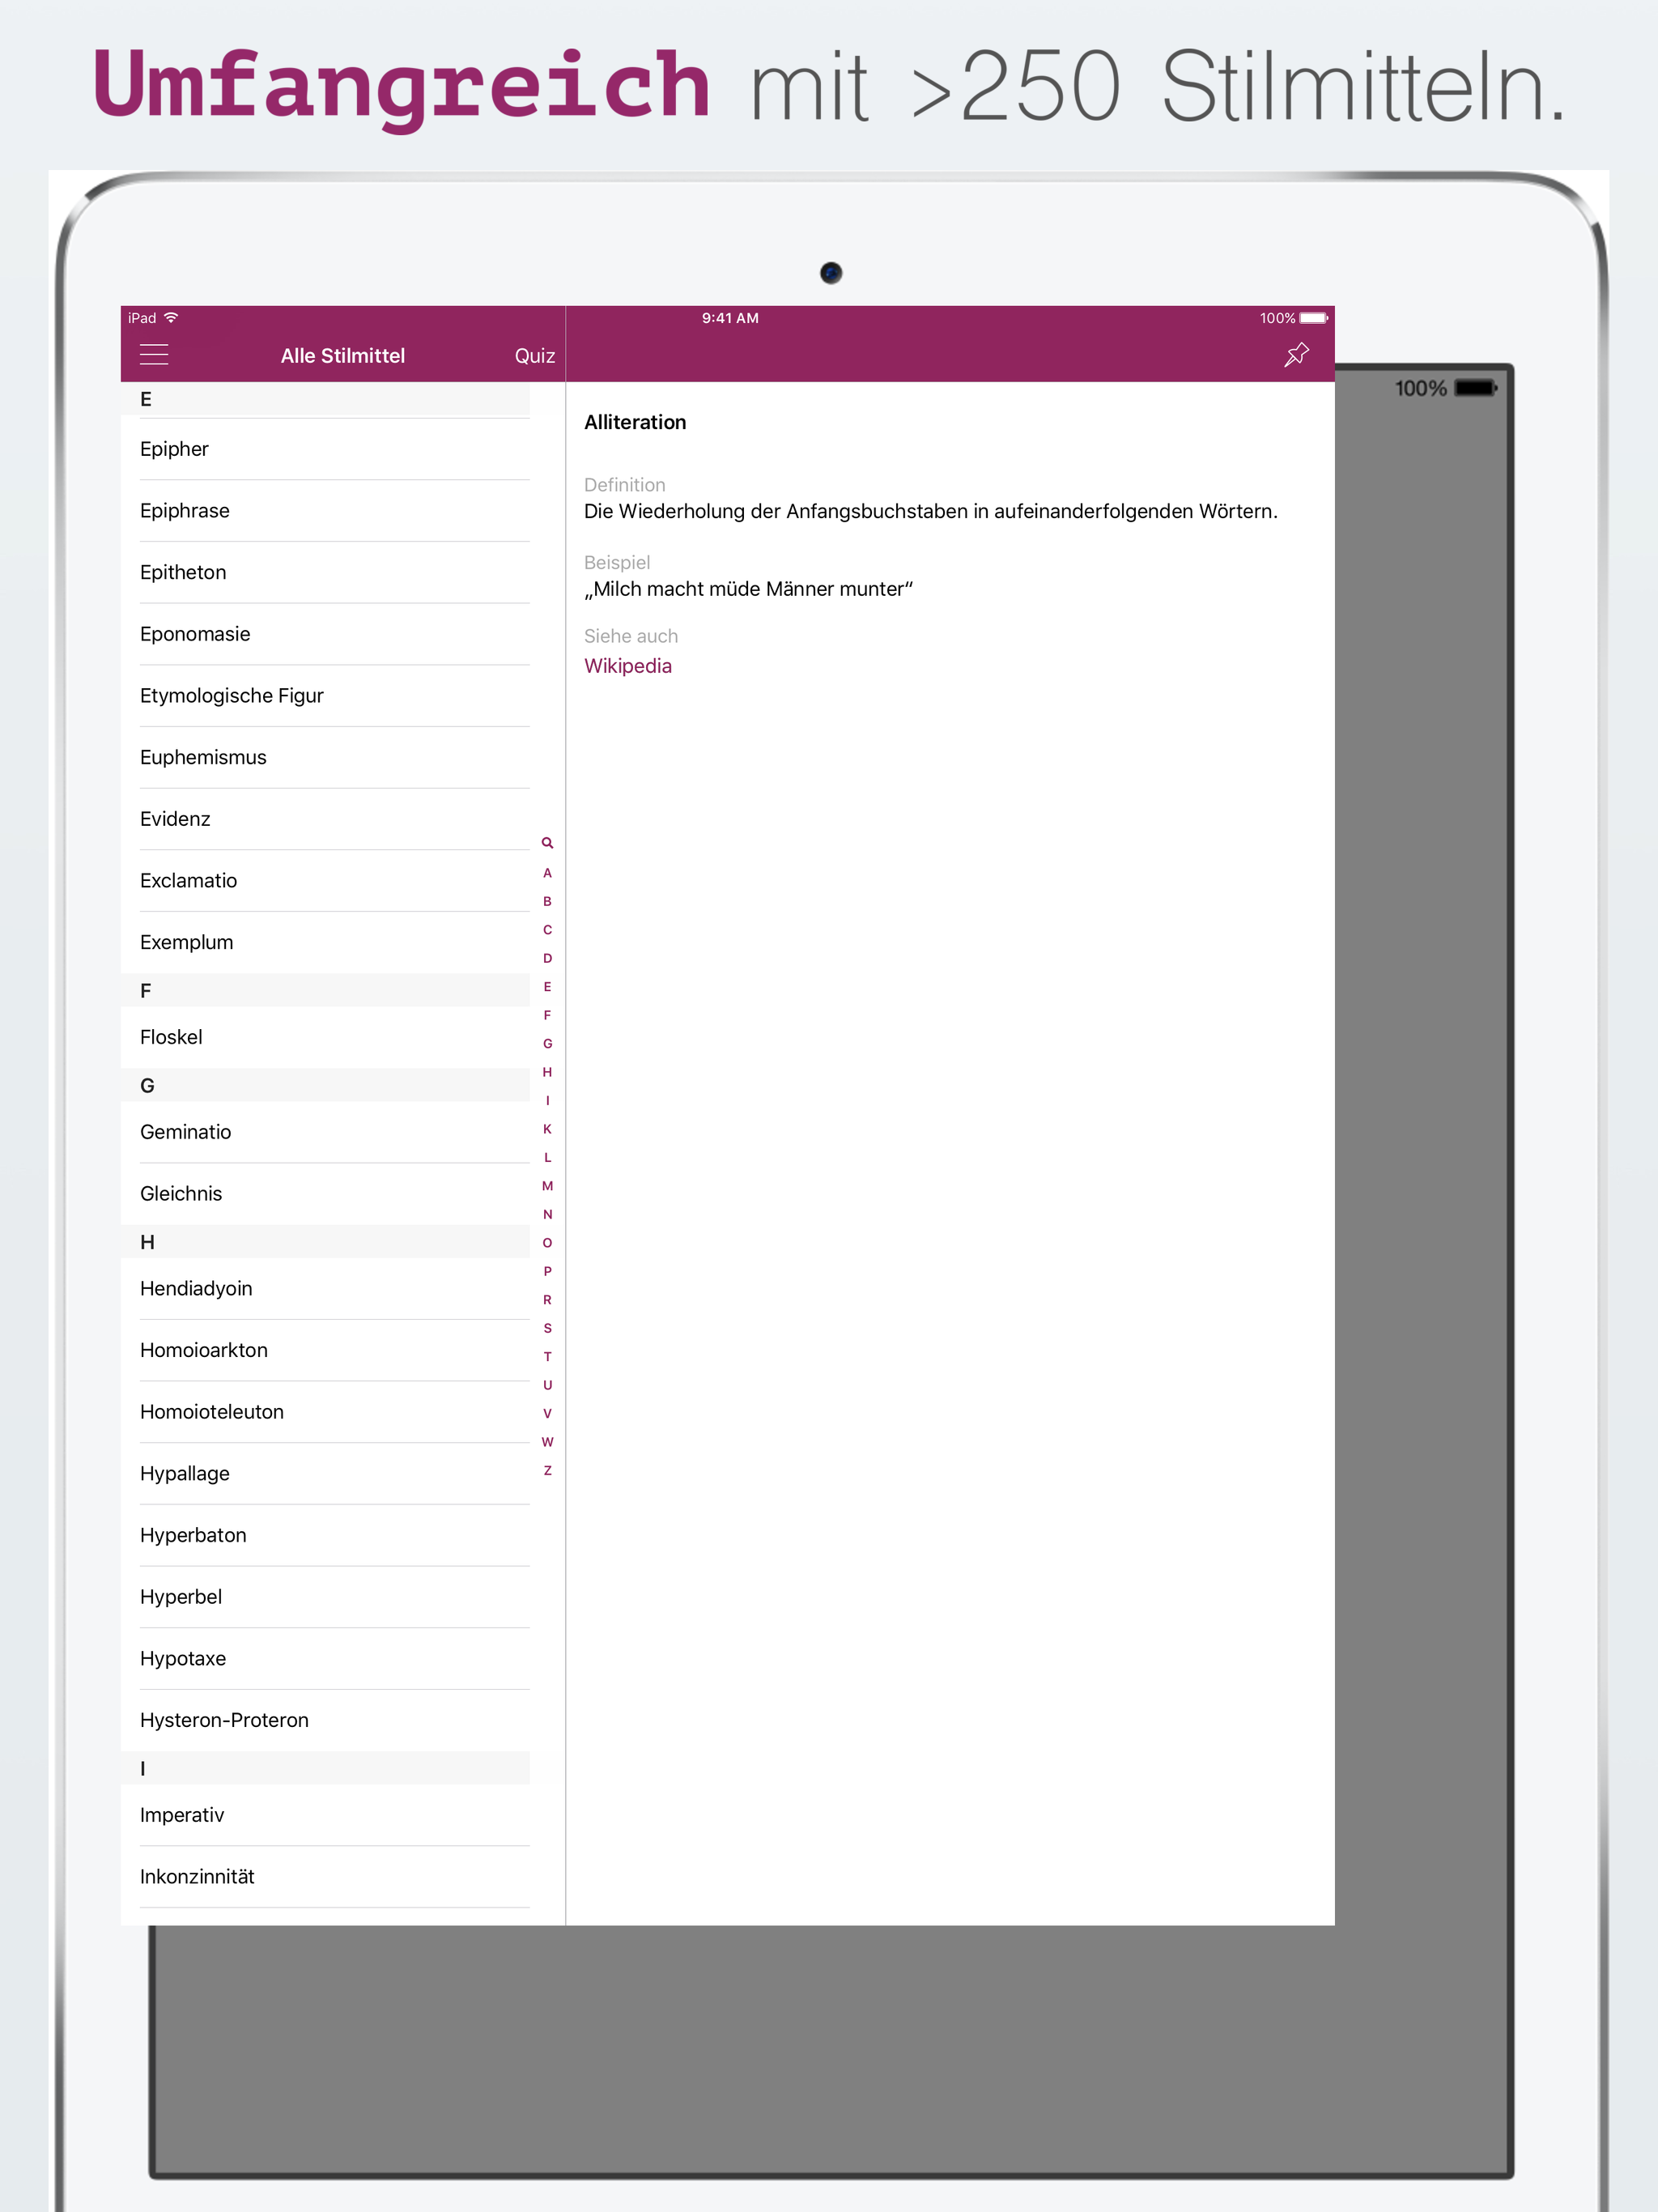 Umfangreich mit >250 Stilmitteln.
iPad 9:41 AM 100%
Alle Stilmittel Quiz
100%
E
Epipher
Epiphrase
Epitheton
Eponomasie
Etymologische Figur
Euphemismus
Evidenz
Exclamatio
Exemplum
F
Floskel
G
Geminatio
Gleichnis
H
Hendiadyoin
Homoioarkton
Homoioteleuton
Hypallage
Hyperbaton
Hyperbel
Hypotaxe
Hysteron-Proteron
I
Imperativ
Inkonzinnität
A
B
C
D
E
F
G
H
I
K
L
M
N
O
P
R
S
T
U
V
W
Z
Alliteration
Definition
Die Wiederholung der Anfangsbuchstaben in aufeinanderfolgenden Wörtern.
Beispiel
„Milch macht müde Männer munter“
Siehe auch
Wikipedia